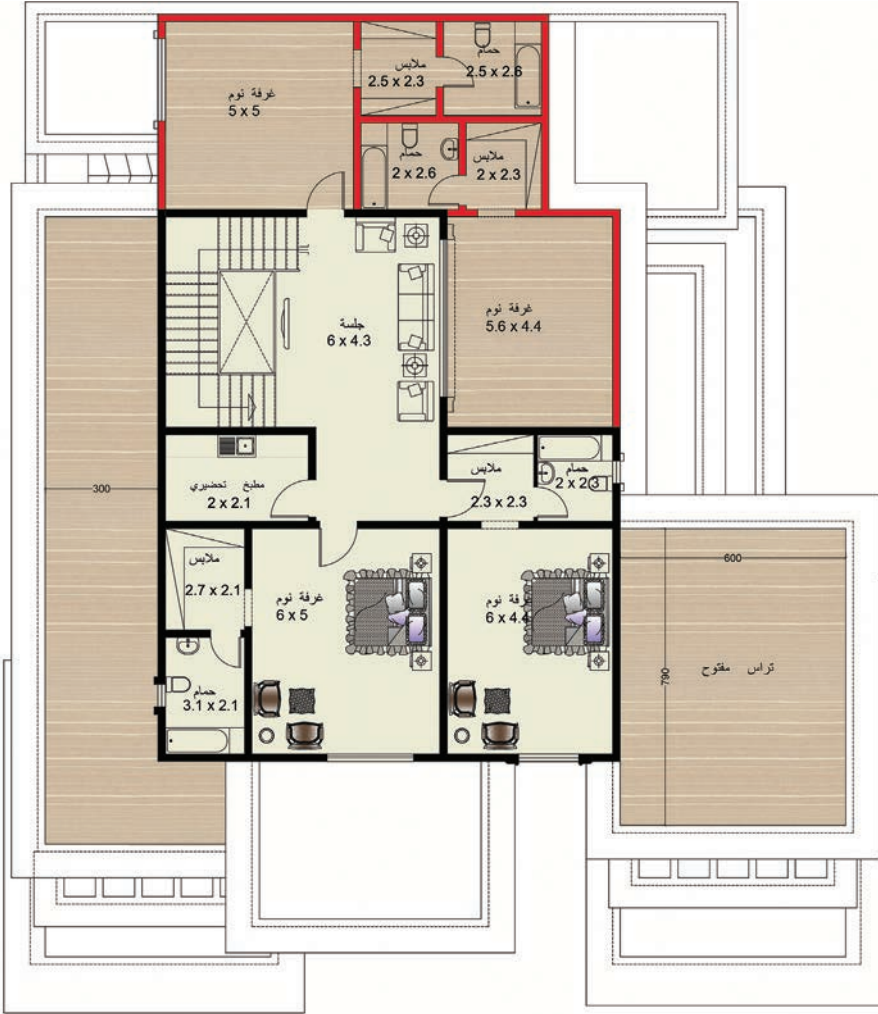 حمام
2.5 x 2.6
ملابس
2.5 x 2.3
غرفة نوم
5 x 5
حمام
2 x 2.6
ملابس
2 x 2.3
غرفة نوم
5.6 x 4.4
جلسة
6 x 4.3
مطبخ تحضيري
2 x 2.1
ملابس
2.3 x 2.3
حمام
2 x 2.3
300
ملابس
2.7 x 2.1
غرفة نوم
6 x 5
غرفة نوم
6 x 4.4
600
790
تراس مفتوح
حمام
3.1 x 2.1